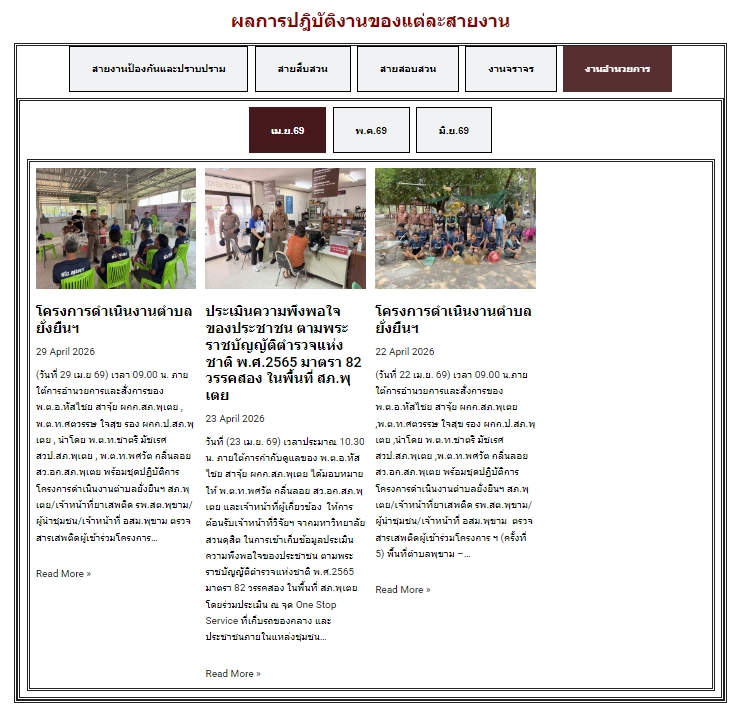 ผลการปฏิบัติงานของแต่ละสายงาน
สายงานป้องกันและปราบปราม
สายสืบสวน
สายสอบสวน
งานจราจร
งานอำนวยการ
เม.ย.69
พ.ค.69
มิ.ย.69
โครงการดำเนินงานตำบล
ยั่งยืนฯ
29 April 2026
(วันที่ 29 เม.ย 69) เวลา 09.00 น. ภาย
ใต้การอำนวยการและสั่งการของ
พ.ต.อ.หัสไชย สาจุ้ย ผกก.สภ.พุเตย ,
พ.ต.ท.ศตวรรษ ใจสุข รอง ผกก.ป.สภ.พุ
เตย , นำโดย พ.ต.ท.ชาตรี มัชเรศ
สวป.สภ.พุเตย , พ.ต.ท.พศวัต คลื่นลอย
สว.อก.สภ.พุเตย พร้อมชุดปฏิบัติการ
โครงการดำเนินงานตำบลยั่งยืนฯ สภ.พุ
เตย/เจ้าหน้าที่ยาเสพติด รพ.สต.พุขาม/
ผู้นำชุมชน/เจ้าหน้าที่ อสม.พุขาม ตรวจ
สารเสพติดผู้เข้าร่วมโครงการ...
Read More »
ประเมินความพึงพอใจ
ของประชาชน ตามพระ
ราชบัญญัติตำรวจแห่ง
ชาติ พ.ศ.2565 มาตรา 82
วรรคสอง ในพื้นที่ สภ.พุ
เตย
23 April 2026
วันที่ (23 เม.ย. 69) เวลาประมาณ 10.30
น. ภายใต้การกำกับดูแลของ พ.ต.อ.หัส
ไชย สาจุ้ย ผกก.สภ.พุเตย ได้มอบหมาย
ให้ พ.ต.ท.พศวัต คลื่นลอย สว.อก.สภ.พุ
เตย และเจ้าหน้าที่ผู้เกี่ยวข้อง ให้การ
ต้อนรับเจ้าหน้าที่วิจัยฯ จากมหาวิทยาลัย
สวนดุสิต ในการเข้าเก็บข้อมูลประเมิน
ความพึงพอใจของประชาชน ตามพระ
ราชบัญญัติตำรวจแห่งชาติ พ.ศ.2565
มาตรา 82 วรรคสอง ในพื้นที่ สภ.พุเตย
โดยร่วมประเมิน ณ จุด One Stop
Service ที่เก็บรถของกลาง และ
ประชาชนภายในแหล่งชุมชน...
Read More »
โครงการดำเนินงานตำบล
ยั่งยืนฯ
22 April 2026
(วันที่ 22 เม.ย 69) เวลา 09.00 น.ภาย
ใต้การอำนวยการและสั่งการของ
พ.ต.อ.หัสไชย สาจุ้ย ผกก.สภ.พุเตย
,พ.ต.ท.ศตวรรษ ใจสุข รอง ผกก.ป.สภ.พุ
เตย ,นำโดย พ.ต.ท.ชาตรี มัชเรศ
สวป.สภ.พุเตย ,พ.ต.ท.พศวัต คลื่นลอย
สว.อก.สภ.พุเตย พร้อมชุดปฏิบัติการ
โครงการดำเนินงานตำบลยั่งยืนฯ สภ.พุ
เตย/เจ้าหน้าที่ยาเสพติด รพ.สต.พุขาม/
ผู้นำชุมชน/เจ้าหน้าที่ อสม.พุขาม ตรวจ
สารเสพติดผู้เข้าร่วมโครงการ ฯ (ครั้งที่
5) พื้นที่ตำบลพุขาม –...
Read More »